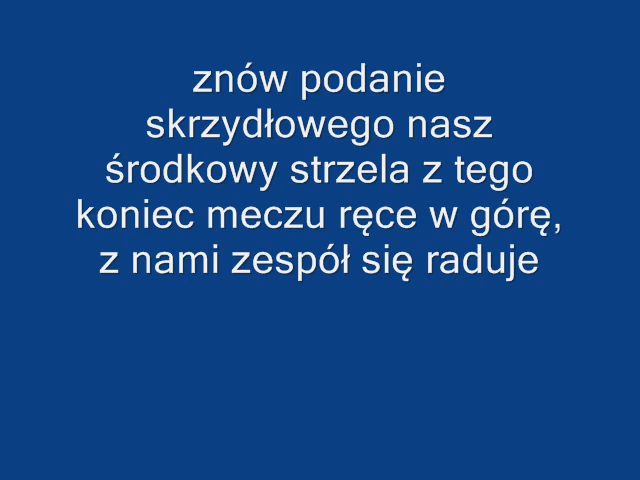 znów podanie
skrzydłowego nasz
środkowy strzela z tego
koniec meczu ręce w górę,
z nami zespół się raduje